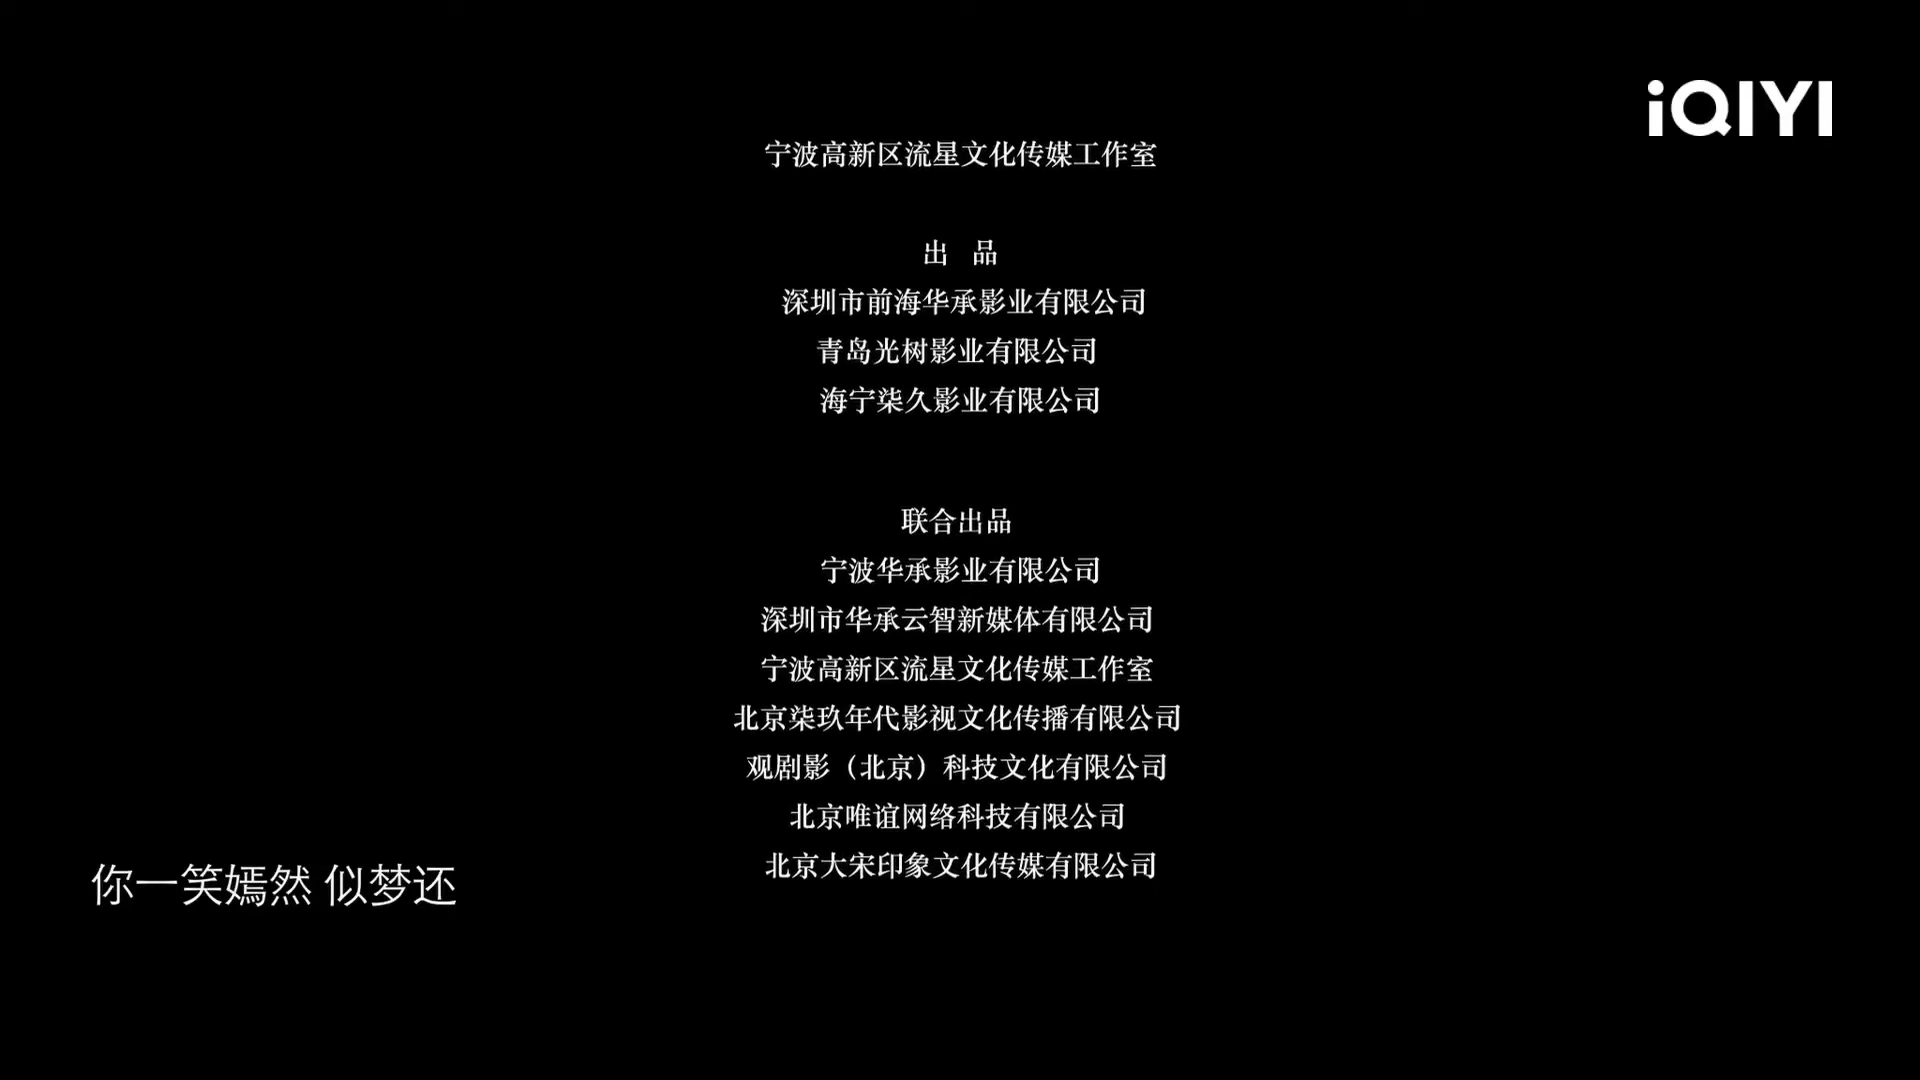 iQIYI
宁波高新区流星文化传媒工作室
出 品
深圳市前海华承影业有限公司
青岛光树影业有限公司
海宁柒久影业有限公司
联合出品
宁波华承影业有限公司
深圳市华承云智新媒体有限公司
宁波高新区流星文化传媒工作室
北京柒玖年代影视文化传播有限公司
观剧影（北京）科技文化有限公司
北京唯谊网络科技有限公司
北京大宋印象文化传媒有限公司
你一笑嫣然 似梦还